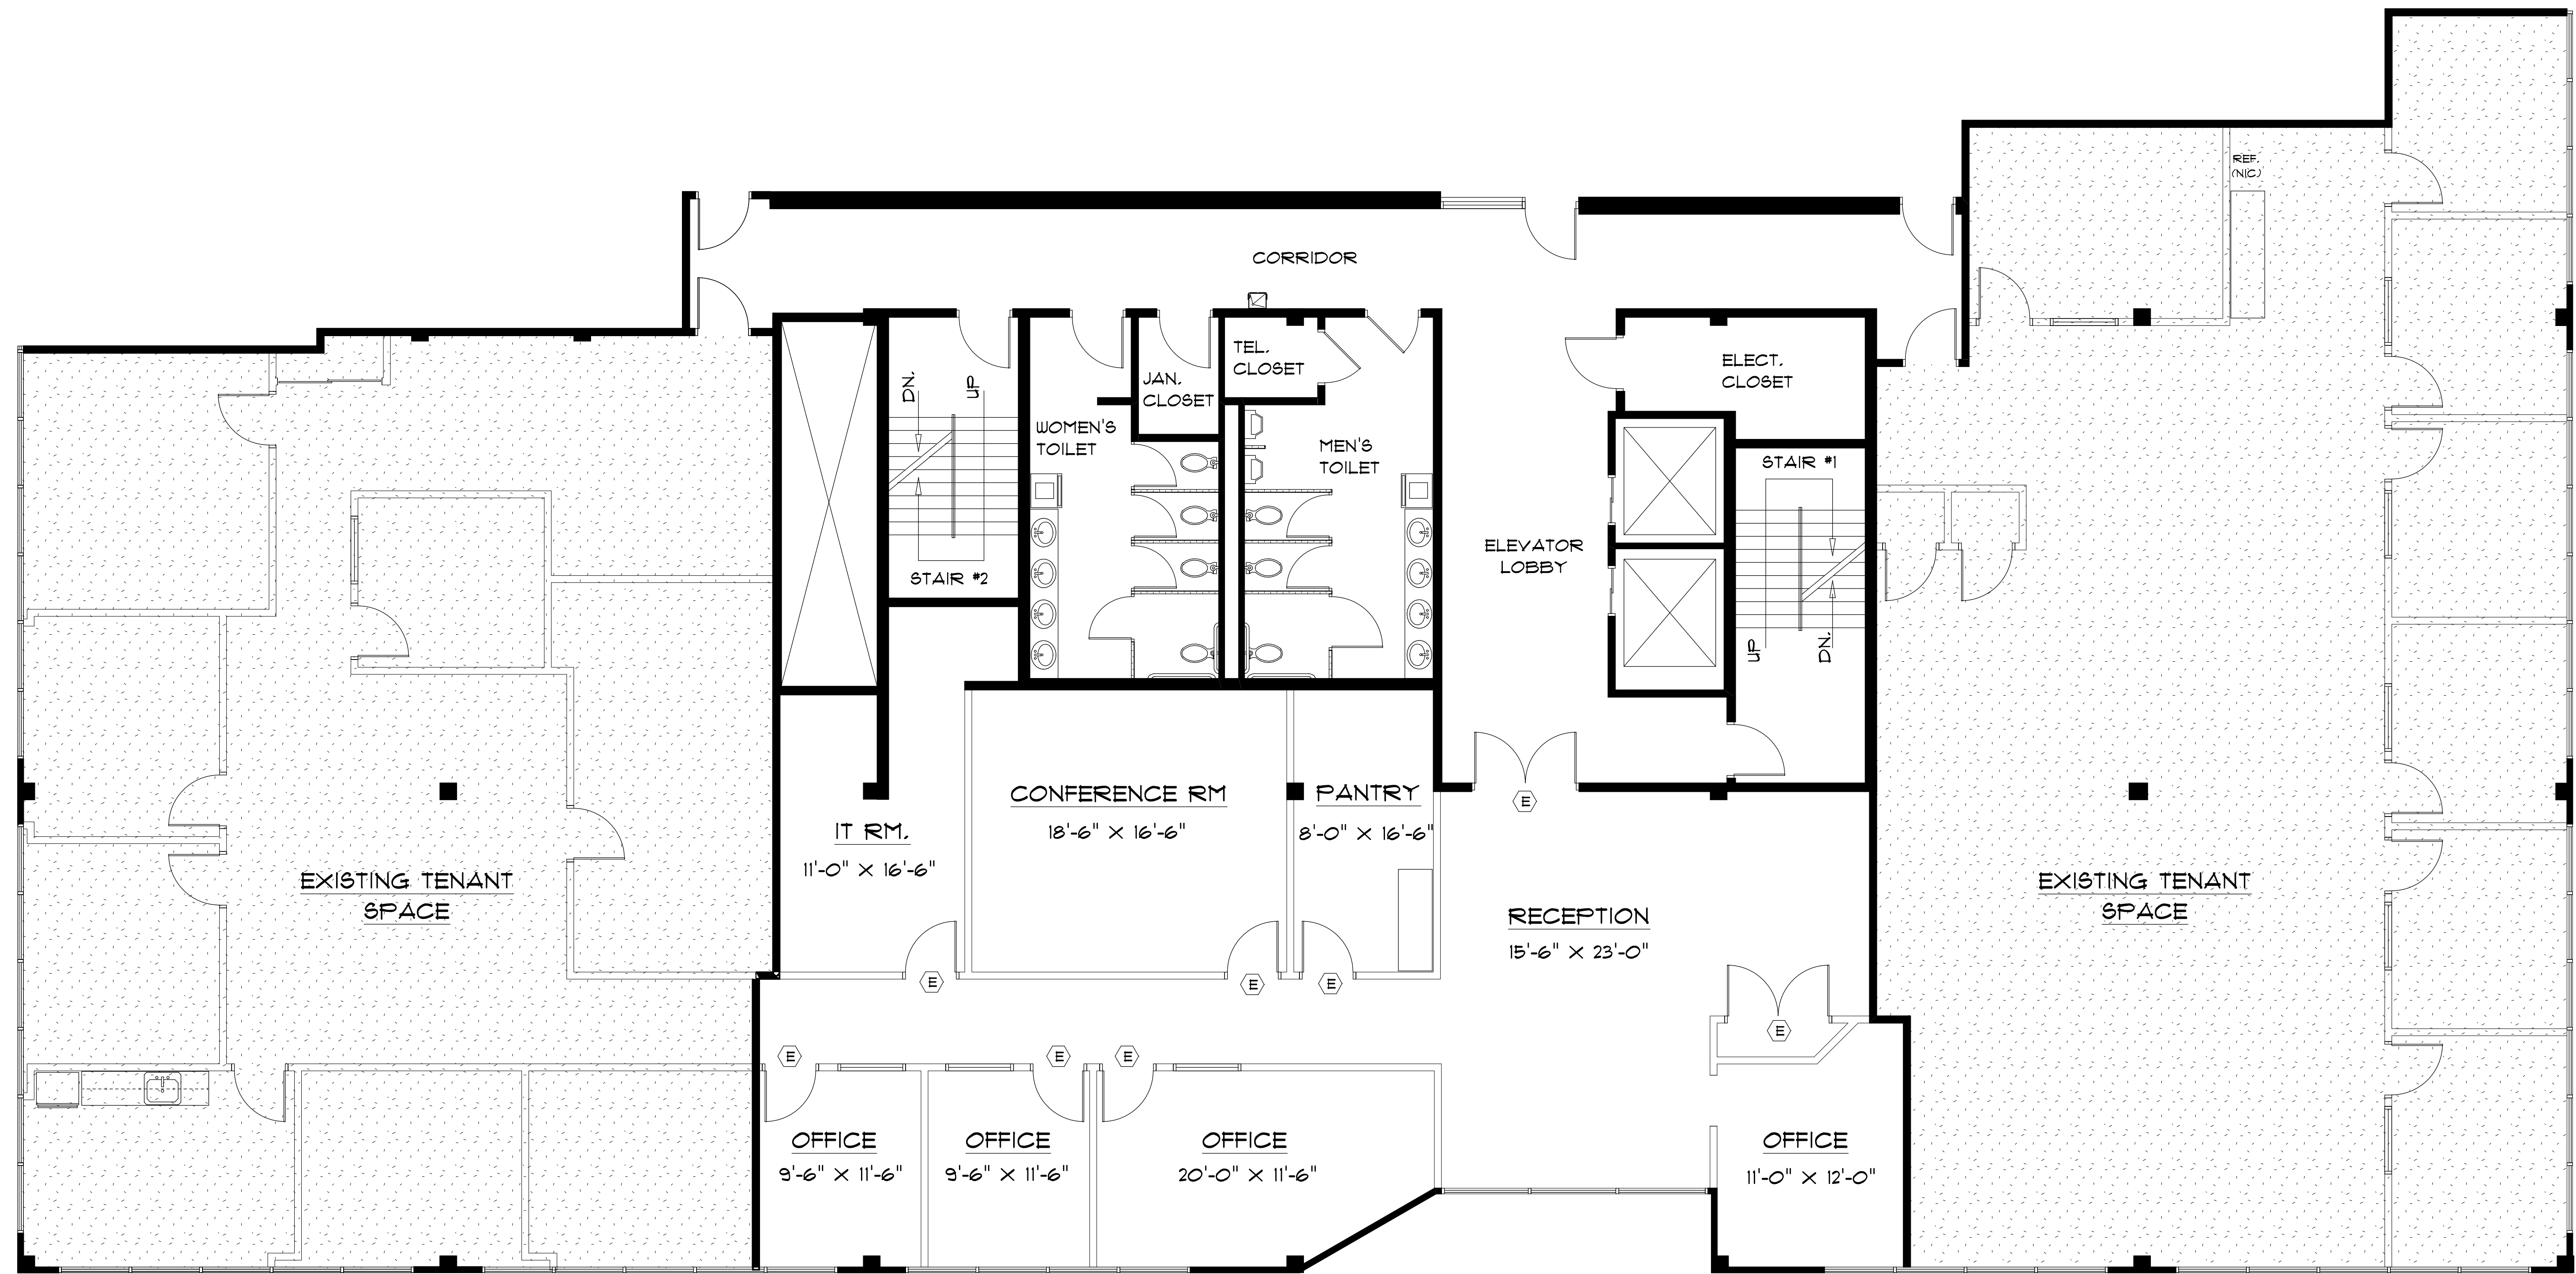 REF.
(NIC)
CORRIDOR
TEL.
CLOSET
ELECT.
CLOSET
JAN.
CLOSET
DN.
UP
WOMEN'S
TOILET
MEN'S
TOILET
STAIR #1
ELEVATOR
LOBBY
STAIR #2
UP
DN.
CONFERENCE RM
18'-6" X 16'-6"
PANTRY
8'-0" X 16'-6"
E
IT RM.
11'-0" X 16'-6"
EXISTING TENANT
SPACE
EXISTING TENANT
SPACE
RECEPTION
15'-6" X 23'-0"
E
E
E
E
E
E
E
OFFICE
9'-6" X 11'-6"
OFFICE
9'-6" X 11'-6"
OFFICE
20'-0" X 11'-6"
OFFICE
11'-0" X 12'-0"